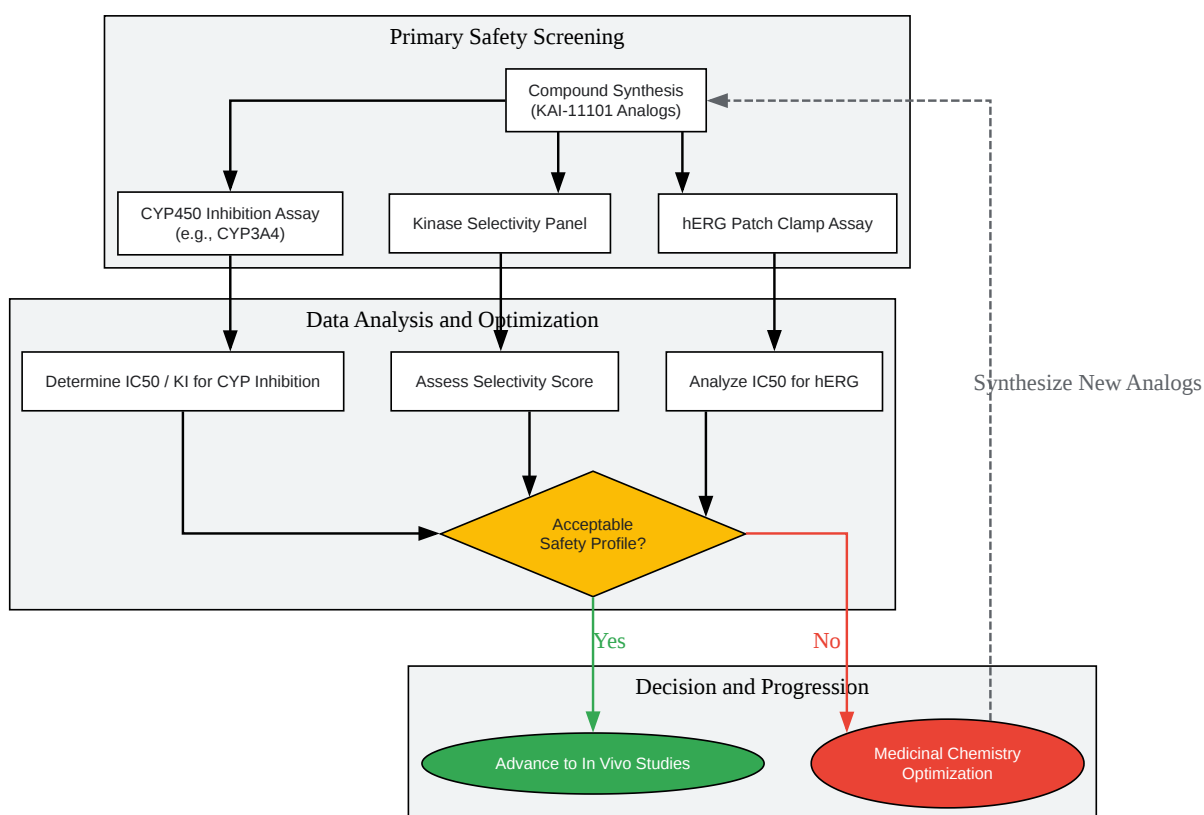 Primary Safety Screening
Compound Synthesis
(KAI-11101 Analogs)
CYP450 Inhibition Assay
(e.g., CYP3A4)
Kinase Selectivity Panel
hERG Patch Clamp Assay
Data Analysis and Optimization
Determine IC50 / KI for CYP Inhibition
Assess Selectivity Score
Analyze IC50 for hERG
Synthesize New Analogs
Acceptable
Safety Profile?
Yes
No
Decision and Progression
Advance to In Vivo Studies
Medicinal Chemistry
Optimization